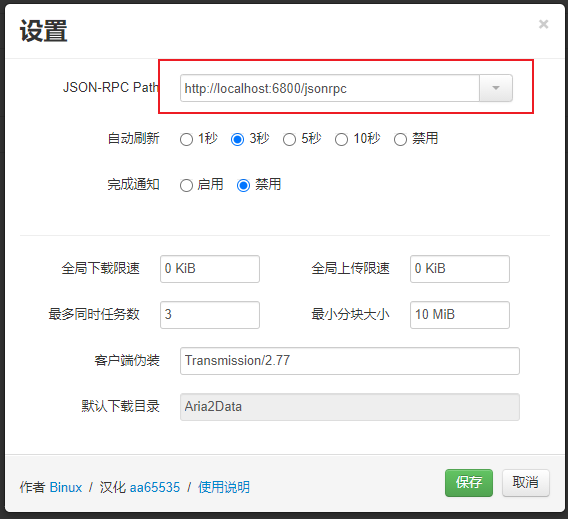 设置
×
JSON-RPC Path http://localhost:6800/jsonrpc
自动刷新 1秒 3秒 5秒 10秒 禁用
完成通知 启用 禁用
全局下载限速 0 KiB 全局上传限速 0 KiB
最多同时任务数 3 最小分块大小 10 MiB
客户端伪装 Transmission/2.77
默认下载目录 Aria2Data
作者 Binux / 汉化 aa65535 / 使用说明 保存 取消